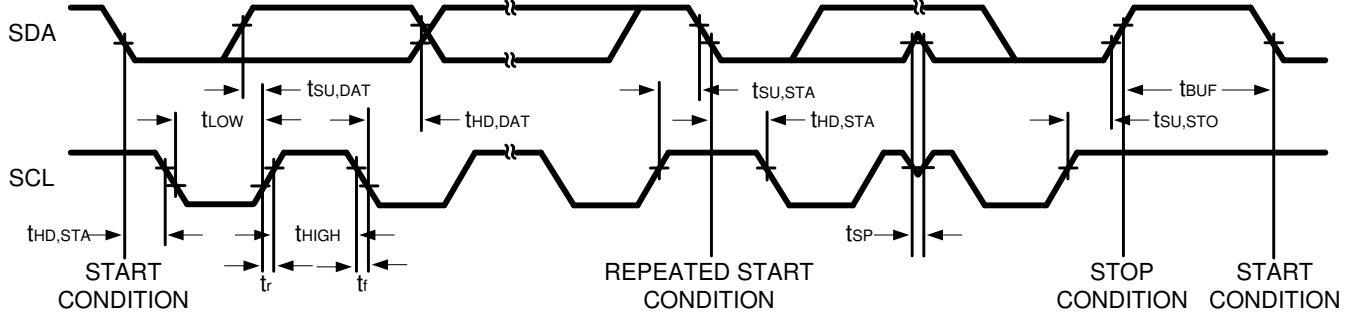 SDA
tSU,DAT
tSU,STA
tBUF
tLOW
tHD,DAT
tHD,STA
tSU,STO
SCL
tHD,STA
tHIGH
tSP
tr
tf
START
CONDITION
REPEATED START
CONDITION
STOP
CONDITION
START
CONDITION